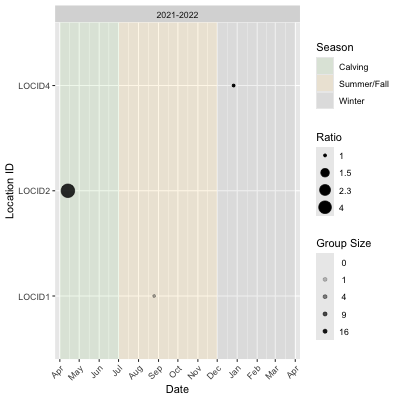 2021-2022
LOCID4
LOCID2
LOCID1
Location ID
Apr May Jun Jul Aug Sep Oct Nov Dec Jan Feb Mar Apr
Date
Season
Calving
Summer/Fall
Winter
Ratio
1
1.5
2.3
4
Group Size
0
1
4
9
16